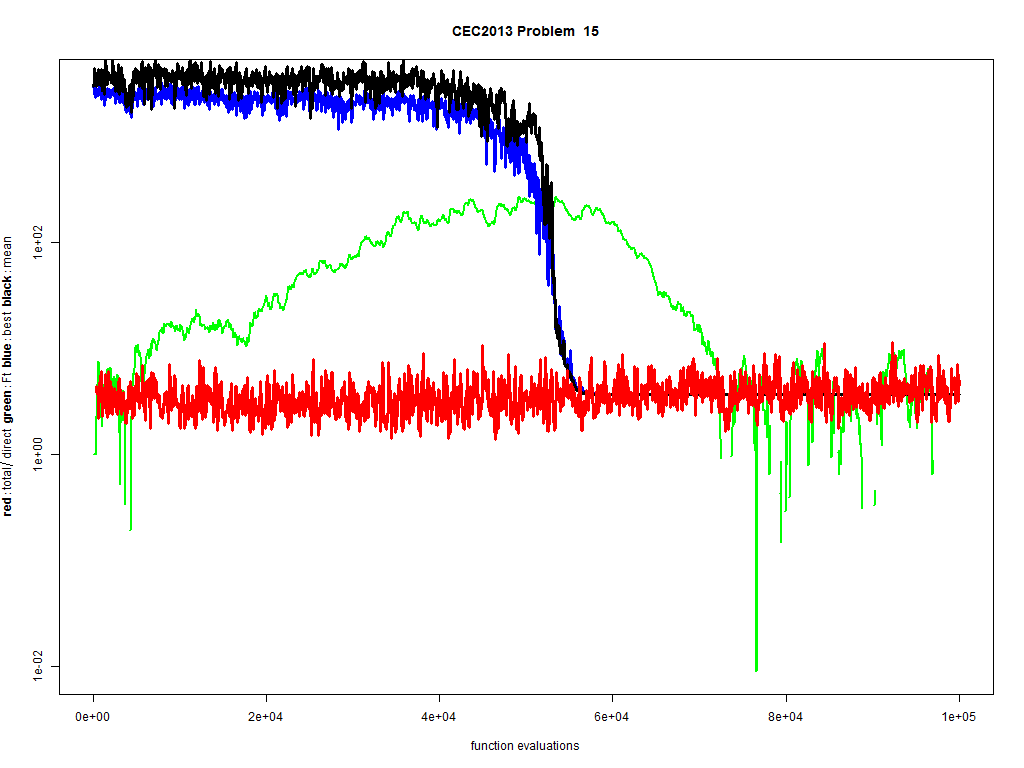 CEC2013 Problem 15
red: total/ direct green: Ft blue: best black: mean
1e+02
1e+00
1e-02
0e+00 2e+04 4e+04 6e+04 8e+04 1e+05
function evaluations